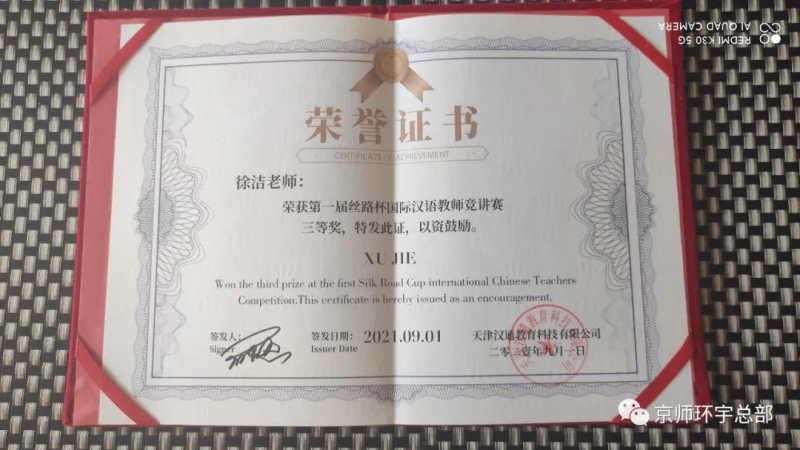 REDMI K30 5G
AI QUAD CAMERA
荣誉证书
CERTIFICATE OF ACHIEVEMENT
徐洁老师：
荣获第一届丝路杯国际汉语教师竞讲赛
三等奖，特发此证，以资鼓励。
XU JIE
Won the third prize at the first Silk Road Cup international Chinese Teachers
Competition.This certificate is hereby issued as an encouragement.
签发人：
Signer
签发日期：
Issuer Date
2021.09.01
天津汉通教育科技有限公司
二零二壹年九月一日
京师环宇总部